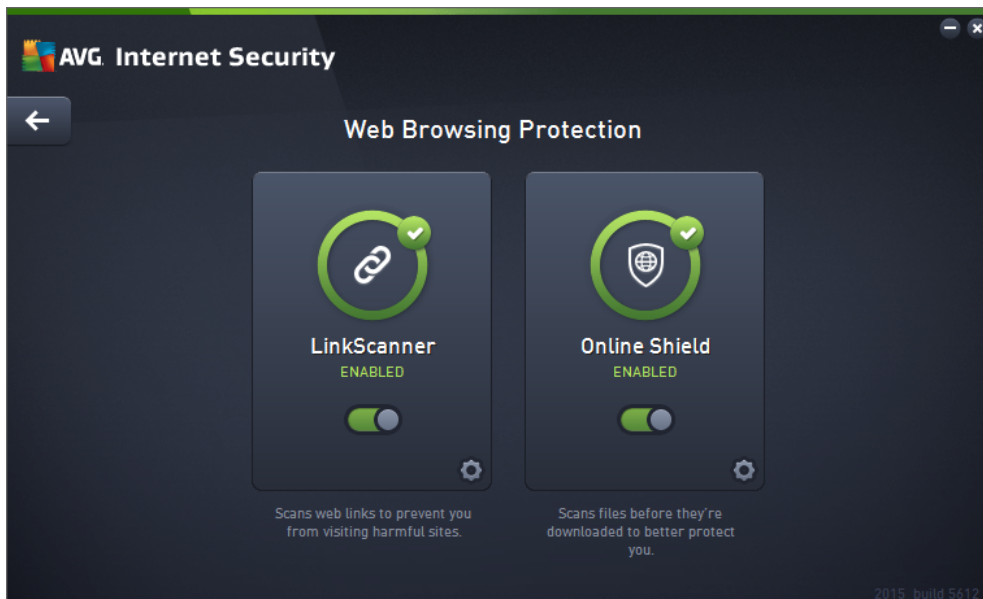 AVG. Internet Security
Web Browsing Protection
LinkScanner
ENABLED
Scans web links to prevent you
from visiting harmful sites.
Online Shield
ENABLED
Scans files before they're
downloaded to better protect
you.
2015 build 5612